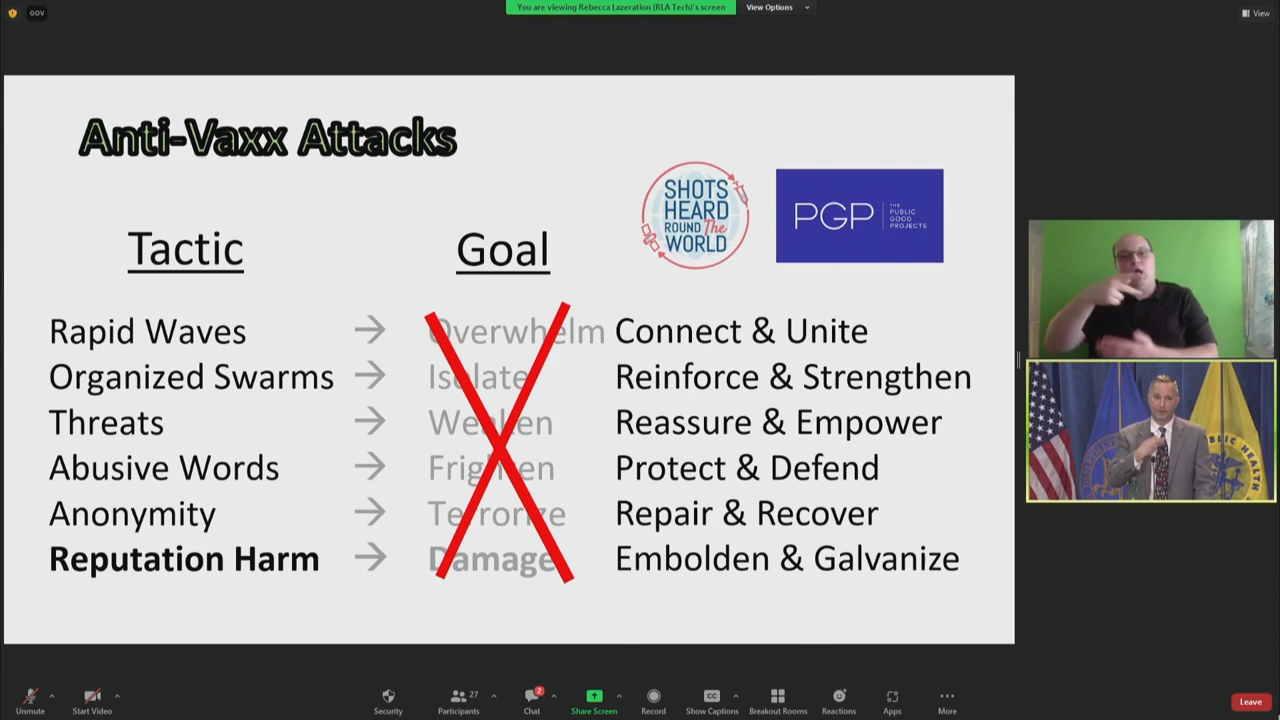 GOV
You are viewing Rebecca Lazeration (RLA Tech)'s screen
View Options
View
Anti-Vaxx Attacks
SHOTS
HEARD
ROUND The
WORLD
PGP
THE
PUBLIC
GOOD
PROJECTS
Tactic
Goal
Rapid Waves → Overwhelm Connect & Unite
Organized Swarms → Isolate Reinforce & Strengthen
Threats → Weaken Reassure & Empower
Abusive Words → Frighten Protect & Defend
Anonymity → Terrorize Repair & Recover
Reputation Harm → Damage Embolden & Galvanize
PUBLIC HEALTH
Unmute
Start Video
Security
Participants 27
Chat 2
Share Screen
Record
CC
Show Captions
Breakout Rooms
Reactions
Apps
More
Leave